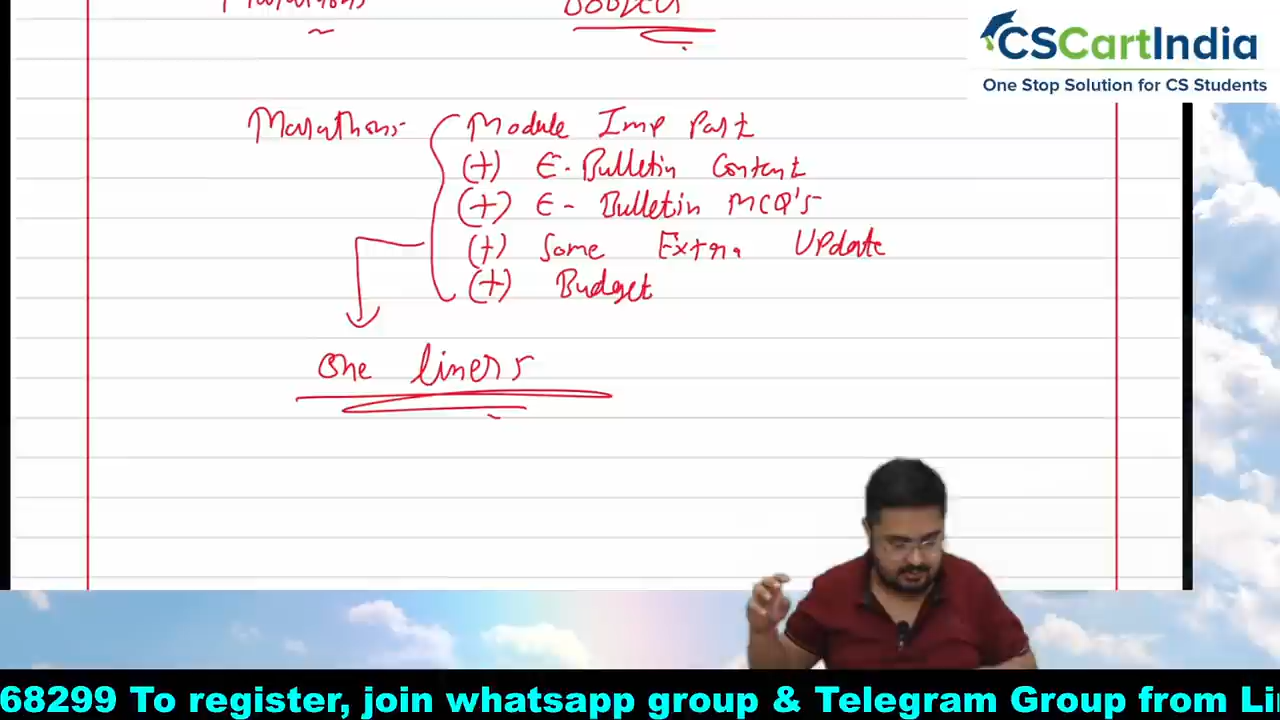 CSCartIndia
One Stop Solution for CS Students
Marathons
Module Imp Part
(+) E-Bulletin Content
(+) E-Bulletin MCQ's
(+) Some Extra Update
(+) Budget
One liners
68299 To register, join whatsapp group & Telegram Group from Li